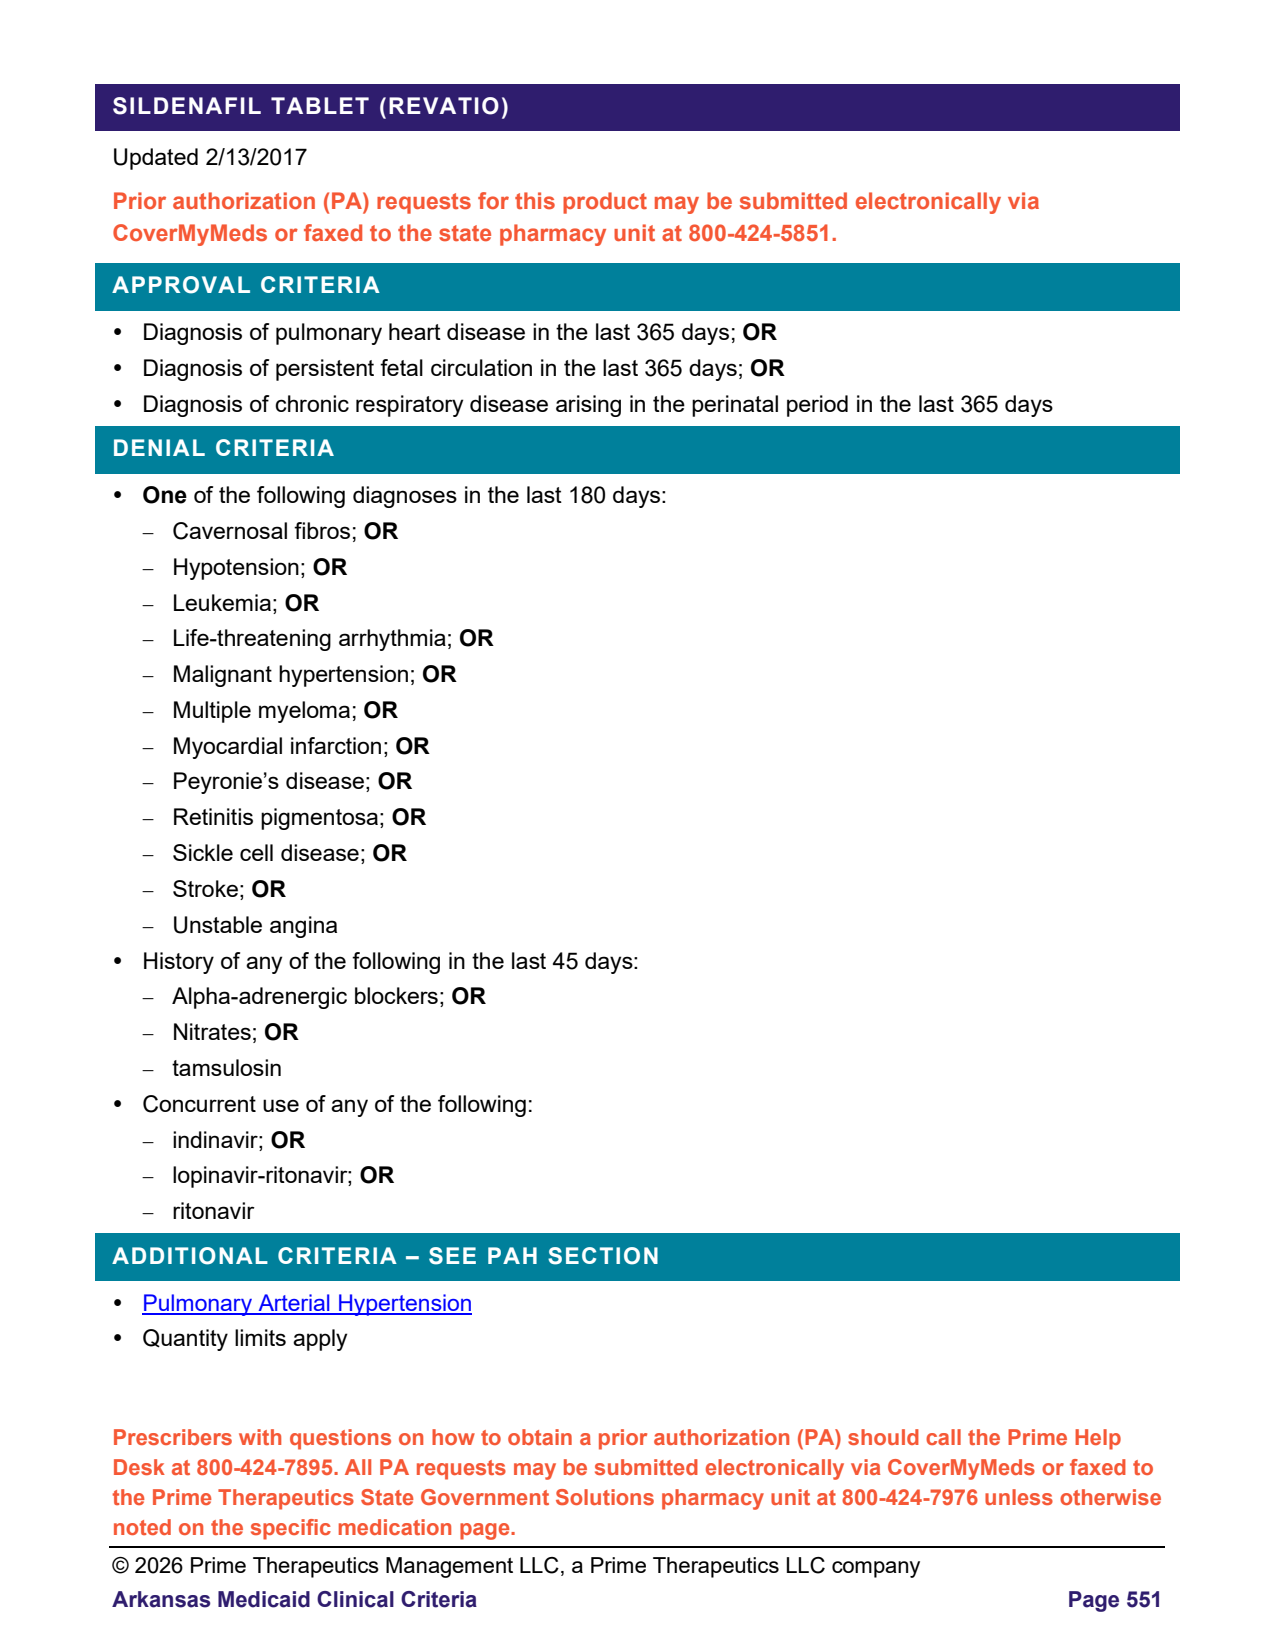 SILDENAFIL TABLET (REVATIO)
Updated 2/13/2017
Prior authorization (PA) requests for this product may be submitted electronically via
CoverMyMeds or faxed to the state pharmacy unit at 800-424-5851.
APPROVAL CRITERIA
• Diagnosis of pulmonary heart disease in the last 365 days; OR
• Diagnosis of persistent fetal circulation in the last 365 days; OR
• Diagnosis of chronic respiratory disease arising in the perinatal period in the last 365 days
DENIAL CRITERIA
• One of the following diagnoses in the last 180 days:
– Cavernosal fibros; OR
– Hypotension; OR
– Leukemia; OR
– Life-threatening arrhythmia; OR
– Malignant hypertension; OR
– Multiple myeloma; OR
– Myocardial infarction; OR
– Peyronie’s disease; OR
– Retinitis pigmentosa; OR
– Sickle cell disease; OR
– Stroke; OR
– Unstable angina
• History of any of the following in the last 45 days:
– Alpha-adrenergic blockers; OR
– Nitrates; OR
– tamsulosin
• Concurrent use of any of the following:
– indinavir; OR
– lopinavir-ritonavir; OR
– ritonavir
ADDITIONAL CRITERIA – SEE PAH SECTION
• Pulmonary Arterial Hypertension
• Quantity limits apply
Prescribers with questions on how to obtain a prior authorization (PA) should call the Prime Help
Desk at 800-424-7895. All PA requests may be submitted electronically via CoverMyMeds or faxed to
the Prime Therapeutics State Government Solutions pharmacy unit at 800-424-7976 unless otherwise
noted on the specific medication page.
© 2026 Prime Therapeutics Management LLC, a Prime Therapeutics LLC company
Arkansas Medicaid Clinical Criteria Page 551